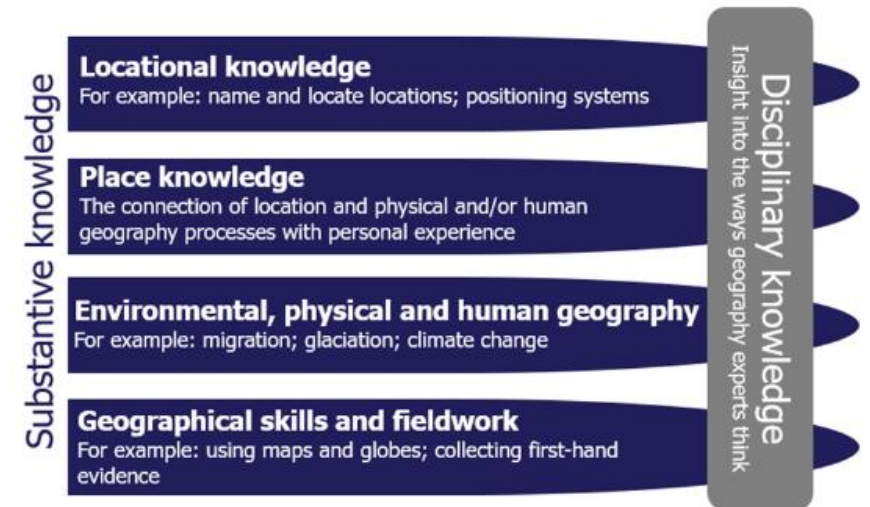 Substantive knowledge
Locational knowledge
For example: name and locate locations; positioning systems
Place knowledge
The connection of location and physical and/or human
geography processes with personal experience
Environmental, physical and human geography
For example: migration; glaciation; climate change
Geographical skills and fieldwork
For example: using maps and globes; collecting first-hand
evidence
Disciplinary knowledge
Insight into the ways geography experts think